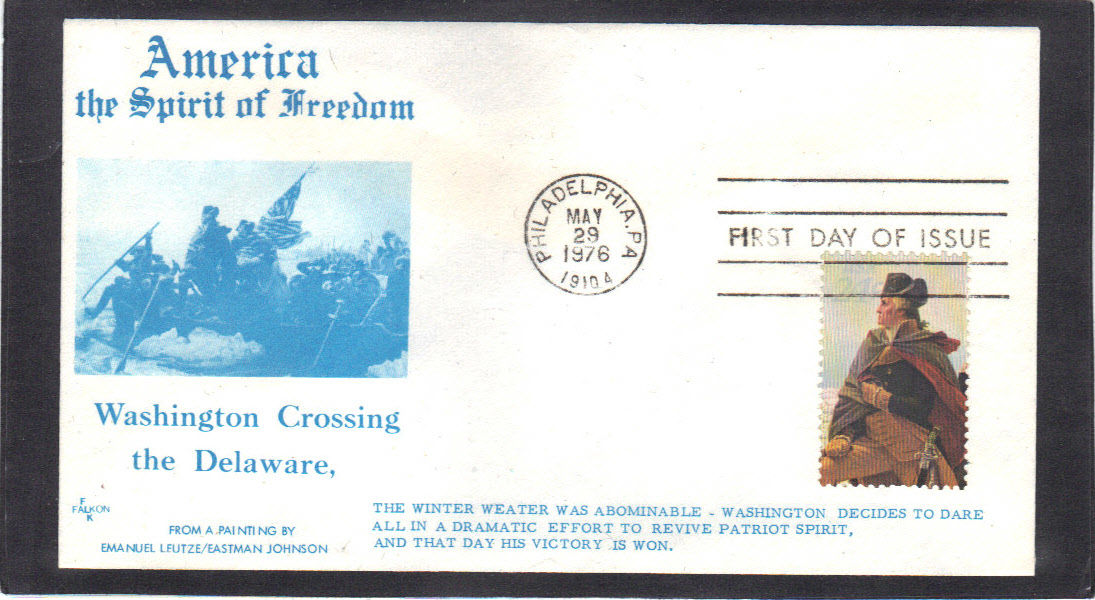 America
the Spirit of Freedom
PHILADELPHIA, PA
MAY
29
1976
19104
FIRST DAY OF ISSUE
Washington Crossing
the Delaware,
F
FALKON
K
FROM A PAINTING BY
EMANUEL LEUTZE/EASTMAN JOHNSON
THE WINTER WEATER WAS ABOMINABLE - WASHINGTON DECIDES TO DARE
ALL IN A DRAMATIC EFFORT TO REVIVE PATRIOT SPIRIT,
AND THAT DAY HIS VICTORY IS WON.